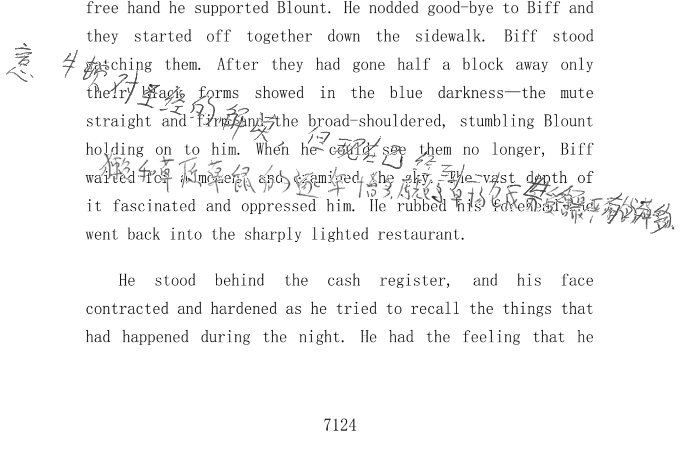 free hand he supported Blount. He nodded good-bye to Biff and
they started off together down the sidewalk. Biff stood
watching them. After they had gone half a block away only
their black forms showed in the blue darkness—the mute
straight and firm and the broad-shouldered, stumbling Blount
holding on to him. When he could see them no longer, Biff
waited for a moment and examined the sky. The vast depth of
it fascinated and oppressed him. He rubbed his forehead and
went back into the sharply lighted restaurant.
He stood behind the cash register, and his face
contracted and hardened as he tried to recall the things that
had happened during the night. He had the feeling that he
7124